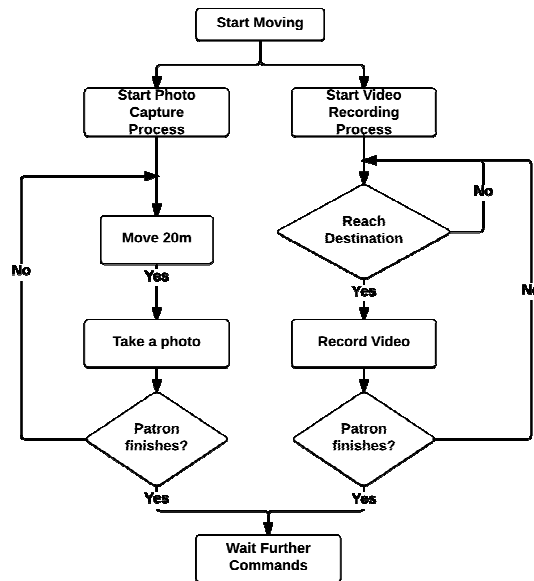 Start Moving
Start Photo
Capture
Process
Start Video
Recording
Process
No
Reach
Destination
Move 20m
No
Yes
Yes
No
Take a photo
Record Video
Patron
finishes?
Patron
finishes?
Yes
Yes
Wait Further
Commands